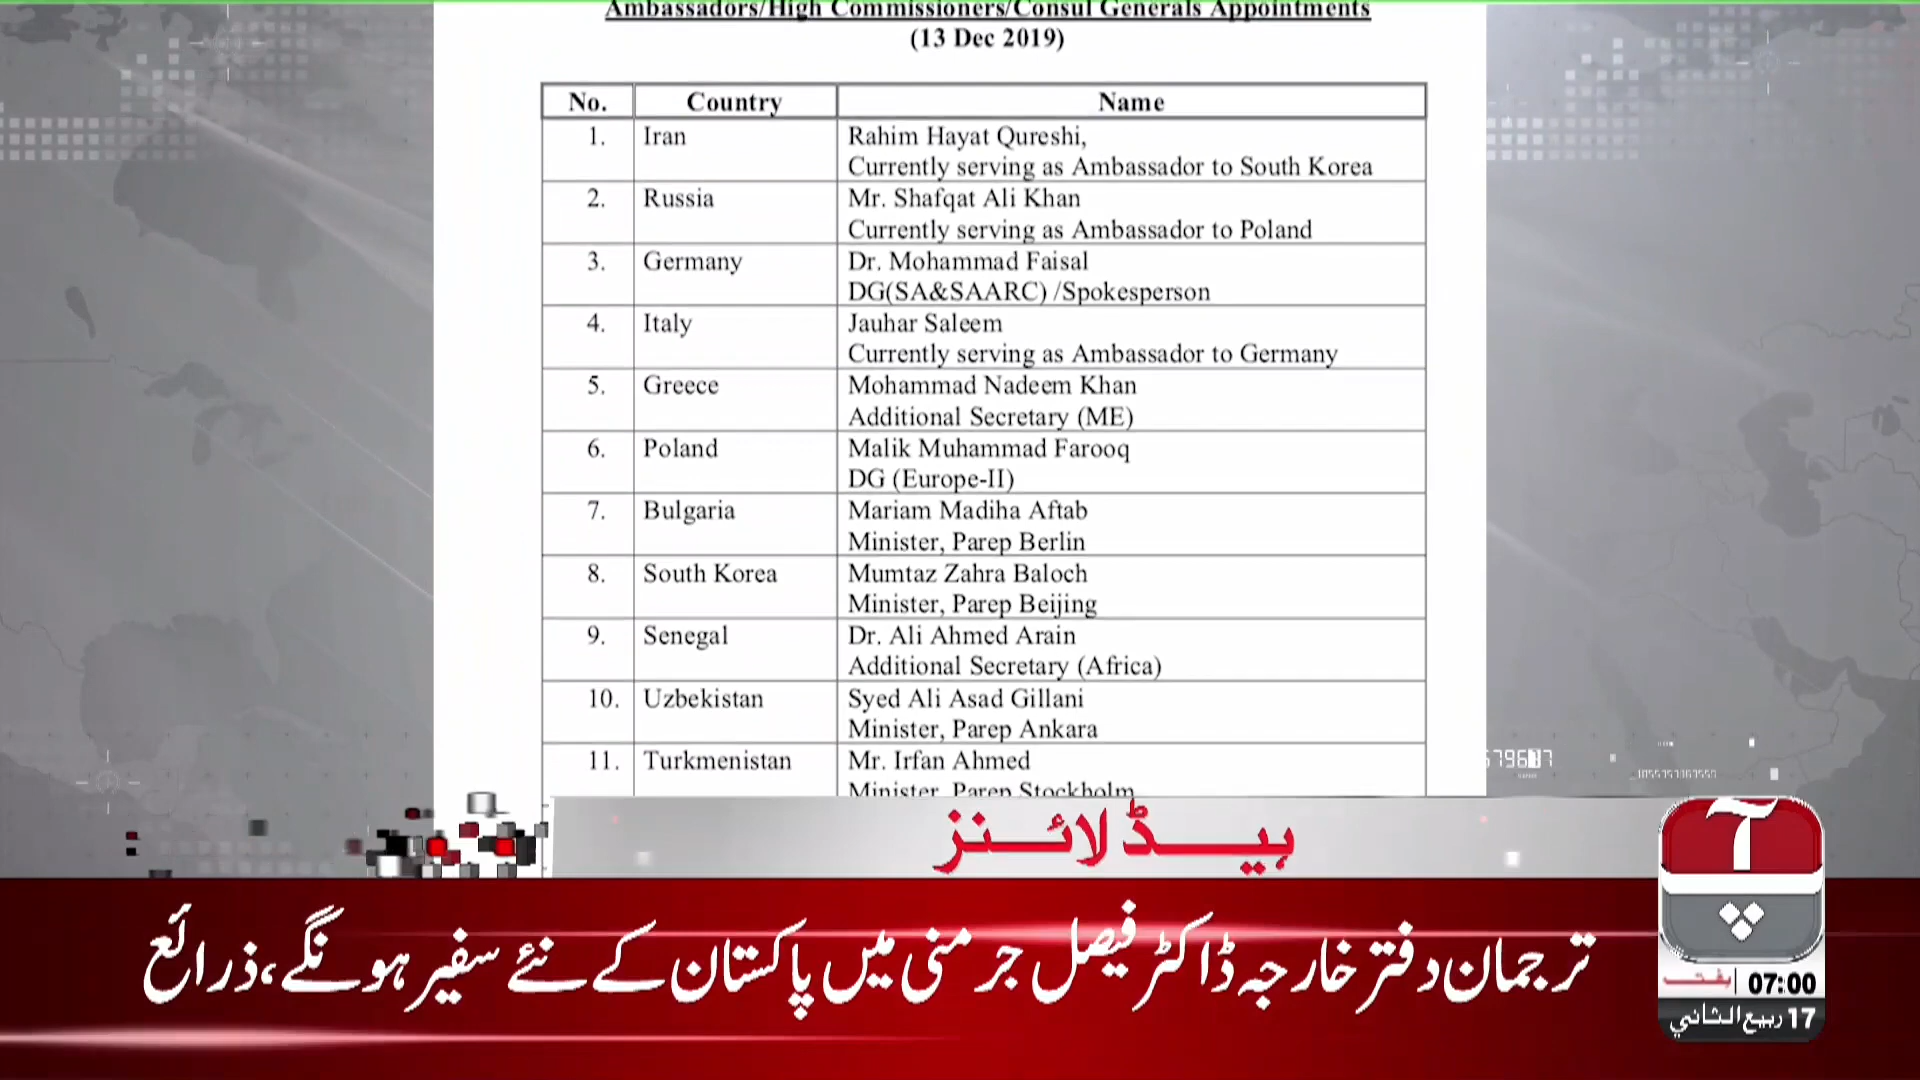 Ambassadors/High Commissioners/Consul Generals Appointments
(13 Dec 2019)
No. Country Name
1. Iran Rahim Hayat Qureshi,
Currently serving as Ambassador to South Korea
2. Russia Mr. Shafqat Ali Khan
Currently serving as Ambassador to Poland
3. Germany Dr. Mohammad Faisal
DG(SA&SAARC) /Spokesperson
4. Italy Jauhar Saleem
Currently serving as Ambassador to Germany
5. Greece Mohammad Nadeem Khan
Additional Secretary (ME)
6. Poland Malik Muhammad Farooq
DG (Europe-II)
7. Bulgaria Mariam Madiha Aftab
Minister, Parep Berlin
8. South Korea Mumtaz Zahra Baloch
Minister, Parep Beijing
9. Senegal Dr. Ali Ahmed Arain
Additional Secretary (Africa)
10. Uzbekistan Syed Ali Asad Gillani
Minister, Parep Ankara
11. Turkmenistan Mr. Irfan Ahmed
Minister, Parep Stockholm
ہیڈ لائنز
ترجمان دفتر خارجہ ڈاکٹر فیصل جرمنی میں پاکستان کے نئے سفیر ہونگے، ذرائع
آپ
ہفتہ 07:00
17 ربیع الثانی